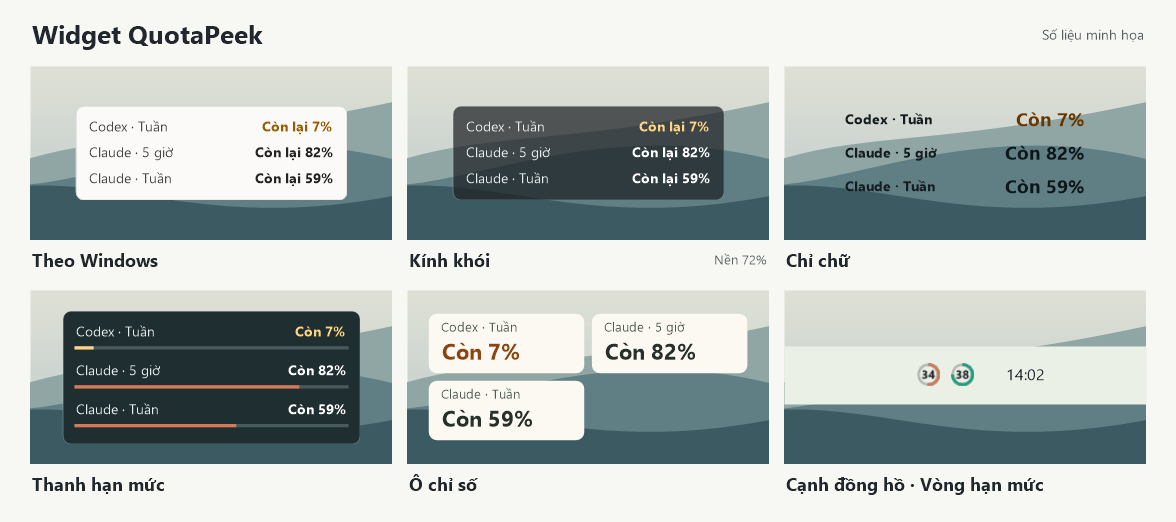 Widget QuotaPeek
Số liệu minh họa
Codex · Tuần Còn lại 7%
Claude · 5 giờ Còn lại 82%
Claude · Tuần Còn lại 59%
Theo Windows
Codex · Tuần Còn lại 7%
Claude · 5 giờ Còn lại 82%
Claude · Tuần Còn lại 59%
Kính khói
Nền 72%
Codex · Tuần Còn 7%
Claude · 5 giờ Còn 82%
Claude · Tuần Còn 59%
Chỉ chữ
Codex · Tuần Còn 7%
Claude · 5 giờ Còn 82%
Claude · Tuần Còn 59%
Thanh hạn mức
Codex · Tuần
Còn 7%
Claude · 5 giờ
Còn 82%
Claude · Tuần
Còn 59%
Ô chỉ số
34 38 14:02
Cạnh đồng hồ · Vòng hạn mức